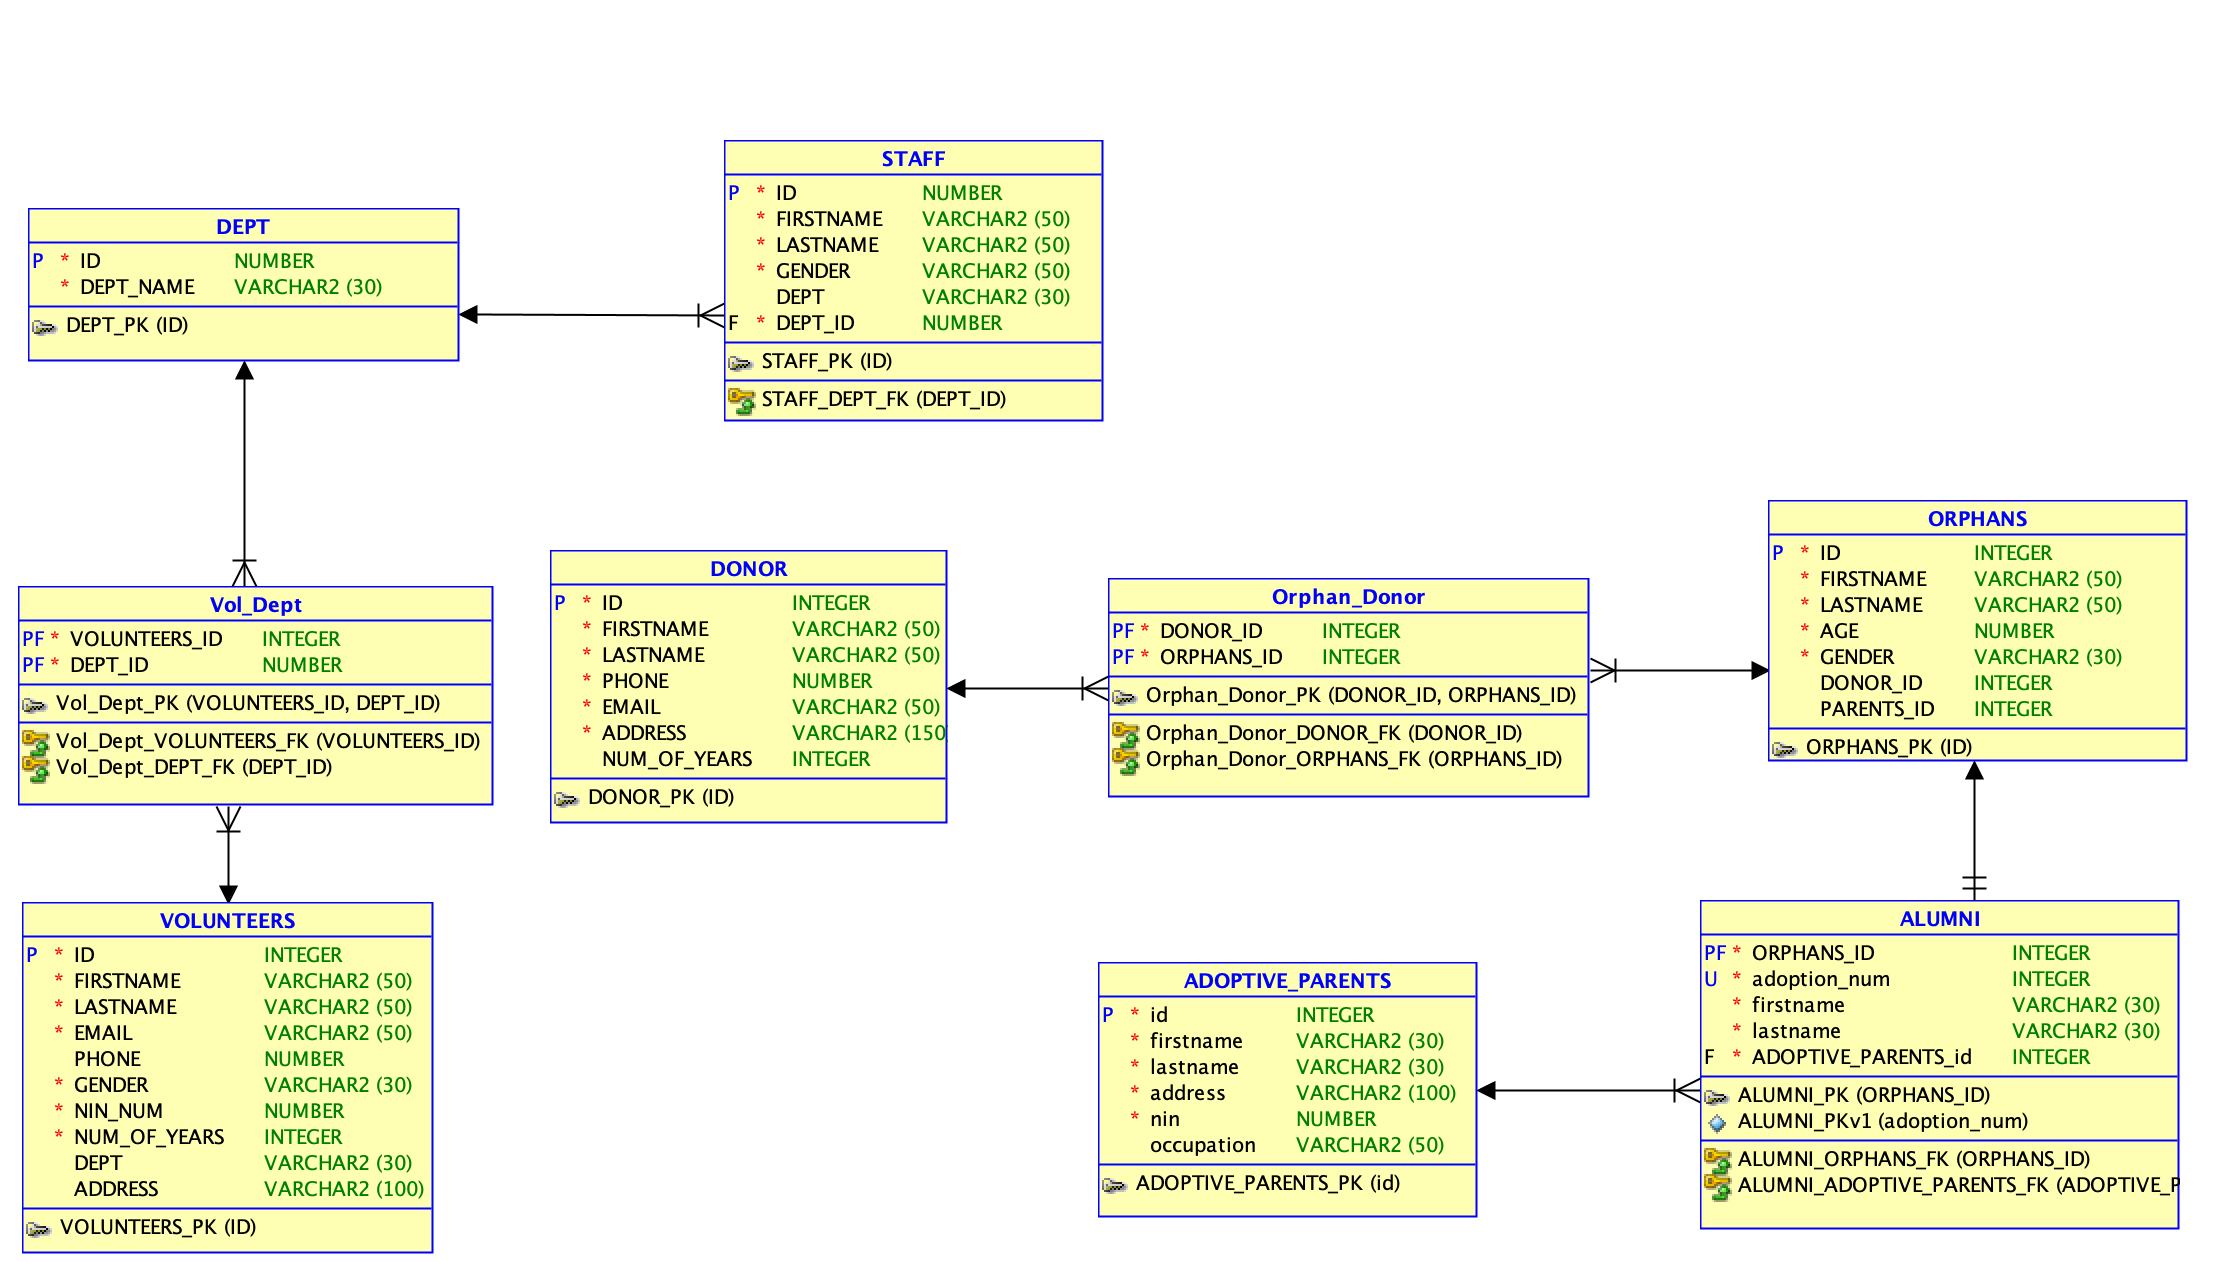 STAFF
P * ID NUMBER
* FIRSTNAME VARCHAR2 (50)
* LASTNAME VARCHAR2 (50)
* GENDER VARCHAR2 (50)
DEPT VARCHAR2 (30)
F * DEPT_ID NUMBER
STAFF_PK (ID)
STAFF_DEPT_FK (DEPT_ID)
DEPT
P * ID NUMBER
* DEPT_NAME VARCHAR2 (30)
DEPT_PK (ID)
Vol_Dept
PF * VOLUNTEERS_ID INTEGER
PF * DEPT_ID NUMBER
Vol_Dept_PK (VOLUNTEERS_ID, DEPT_ID)
Vol_Dept_VOLUNTEERS_FK (VOLUNTEERS_ID)
Vol_Dept_DEPT_FK (DEPT_ID)
DONOR
P * ID INTEGER
* FIRSTNAME VARCHAR2 (50)
* LASTNAME VARCHAR2 (50)
* PHONE NUMBER
* EMAIL VARCHAR2 (50)
* ADDRESS VARCHAR2 (150
NUM_OF_YEARS INTEGER
DONOR_PK (ID)
Orphan_Donor
PF * DONOR_ID INTEGER
PF * ORPHANS_ID INTEGER
Orphan_Donor_PK (DONOR_ID, ORPHANS_ID)
Orphan_Donor_DONOR_FK (DONOR_ID)
Orphan_Donor_ORPHANS_FK (ORPHANS_ID)
ORPHANS
P * ID INTEGER
* FIRSTNAME VARCHAR2 (50)
* LASTNAME VARCHAR2 (50)
* AGE NUMBER
* GENDER VARCHAR2 (30)
DONOR_ID INTEGER
PARENTS_ID INTEGER
ORPHANS_PK (ID)
VOLUNTEERS
P * ID INTEGER
* FIRSTNAME VARCHAR2 (50)
* LASTNAME VARCHAR2 (50)
* EMAIL VARCHAR2 (50)
PHONE NUMBER
* GENDER VARCHAR2 (30)
* NIN_NUM NUMBER
* NUM_OF_YEARS INTEGER
DEPT VARCHAR2 (30)
ADDRESS VARCHAR2 (100)
VOLUNTEERS_PK (ID)
ADOPTIVE_PARENTS
P * id INTEGER
* firstname VARCHAR2 (30)
* lastname VARCHAR2 (30)
* address VARCHAR2 (100)
* nin NUMBER
occupation VARCHAR2 (50)
ADOPTIVE_PARENTS_PK (id)
ALUMNI
PF * ORPHANS_ID INTEGER
U * adoption_num INTEGER
* firstname VARCHAR2 (30)
* lastname VARCHAR2 (30)
F * ADOPTIVE_PARENTS_id INTEGER
ALUMNI_PK (ORPHANS_ID)
ALUMNI_PKv1 (adoption_num)
ALUMNI_ORPHANS_FK (ORPHANS_ID)
ALUMNI_ADOPTIVE_PARENTS_FK (ADOPTIVE_P